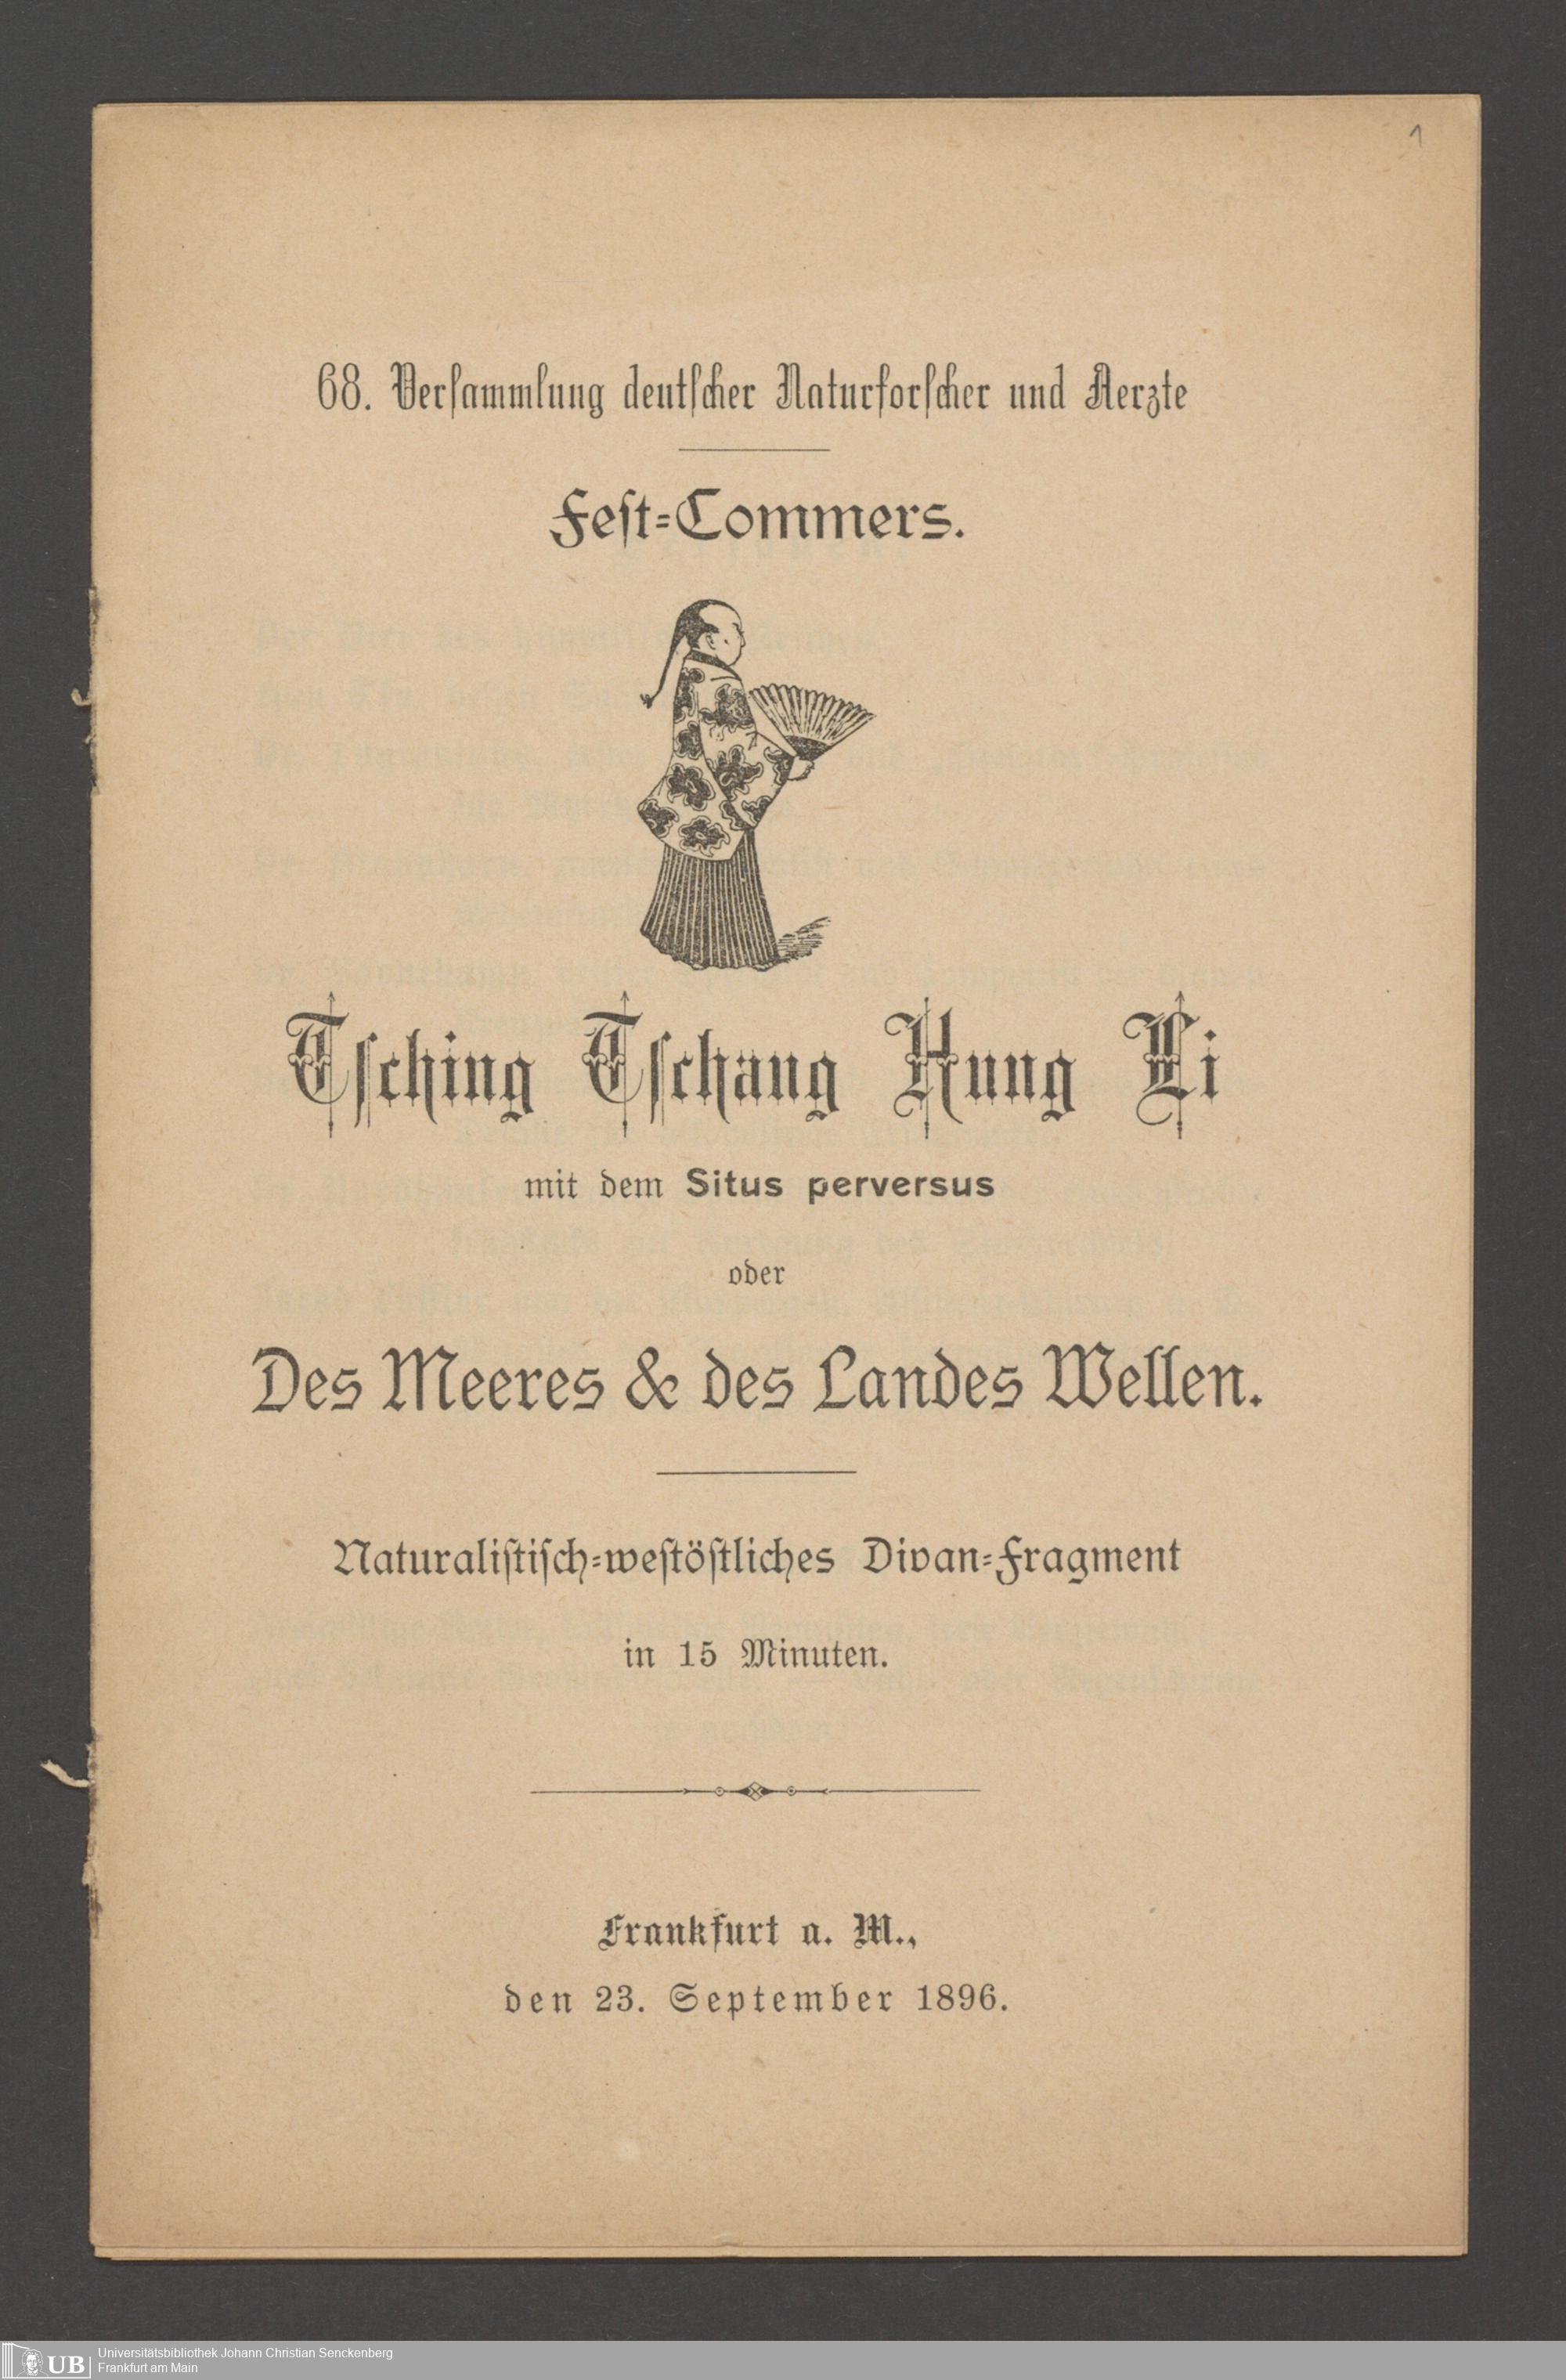 1
68. Verſammlung deutſcher Naturforſcher und Aerzte
Feſt=Commers.
Tſching Tſchang Hung Li
mit dem Situs perversus
oder
Des Meeres & des Landes Wellen.
Naturaliſtiſch=weſtöſtliches Divan=Fragment
in 15 Minuten.
Frankfurt a. M.,
den 23. September 1896.
UB
Universitätsbibliothek Johann Christian Senckenberg
Frankfurt am Main